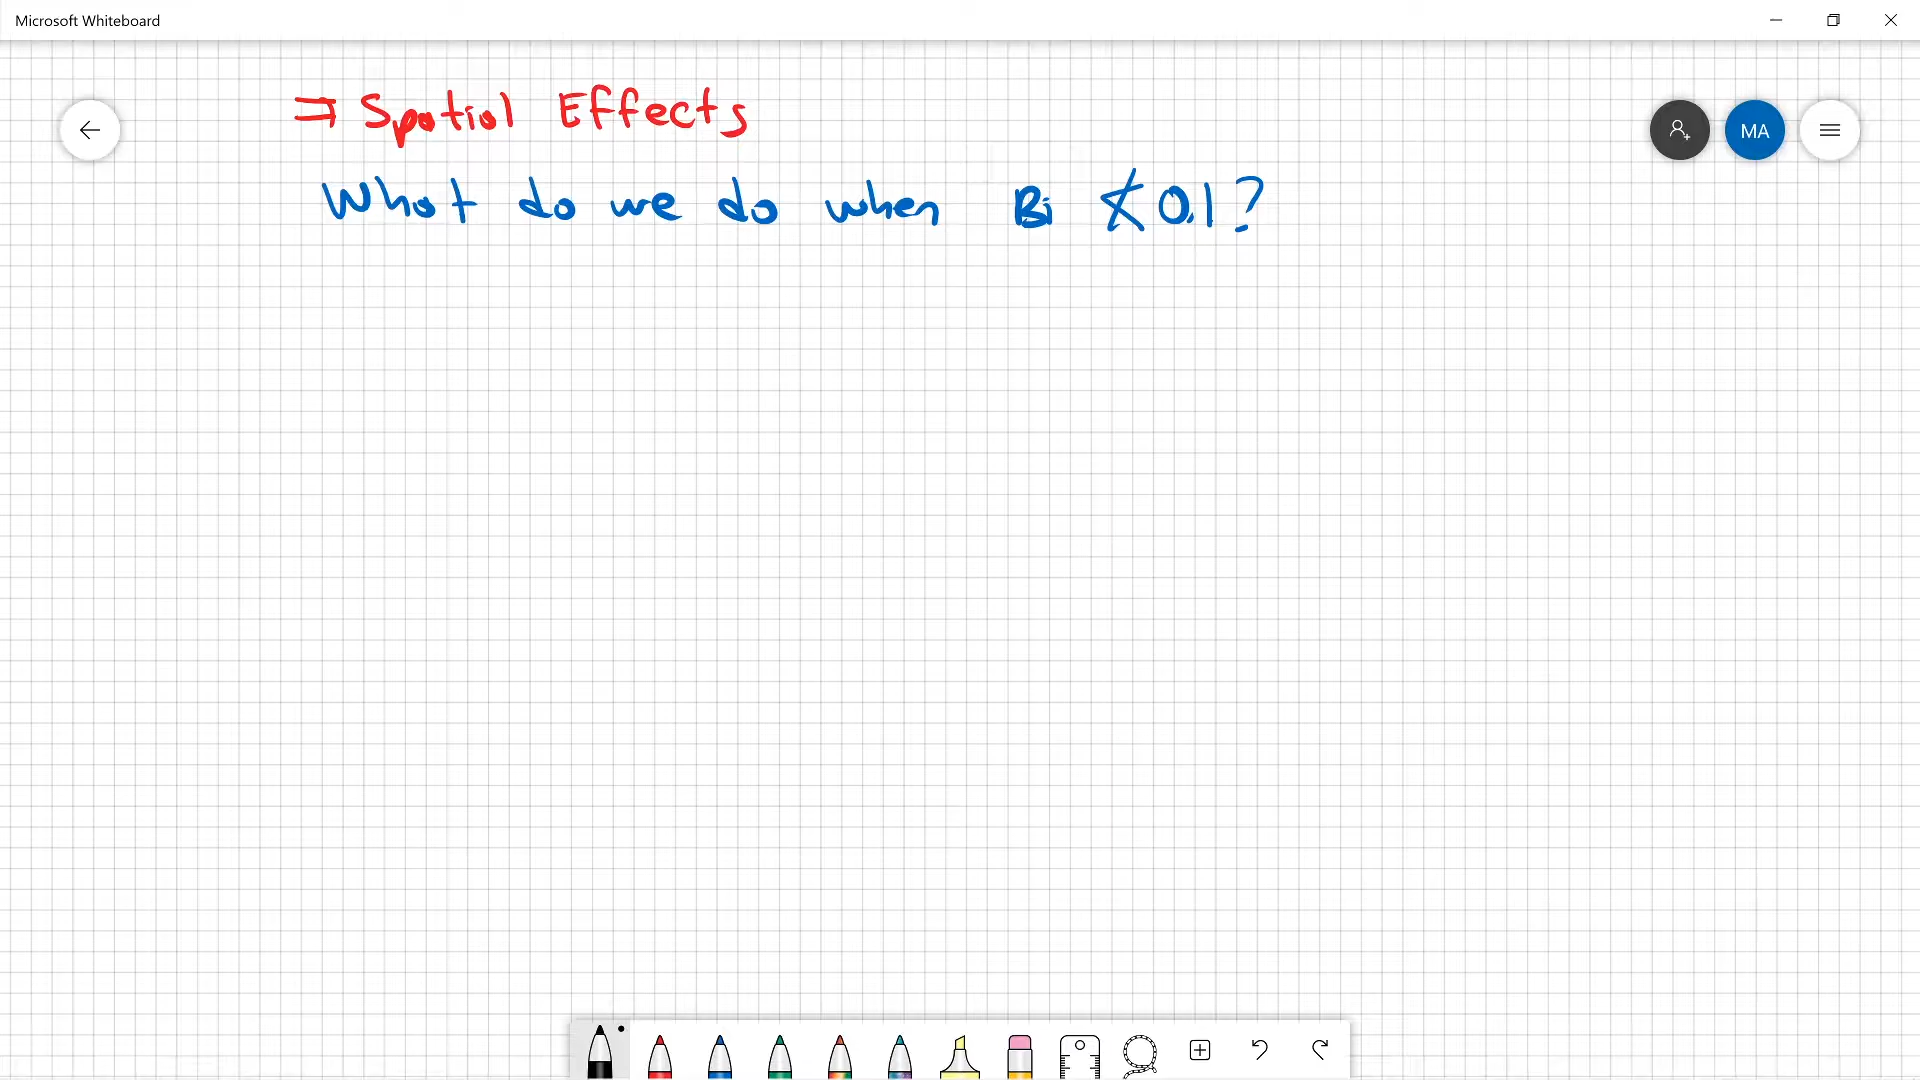 Microsoft Whiteboard
⇒ Spatial Effects
MA
What do we do when Bi ≮ 0.1?